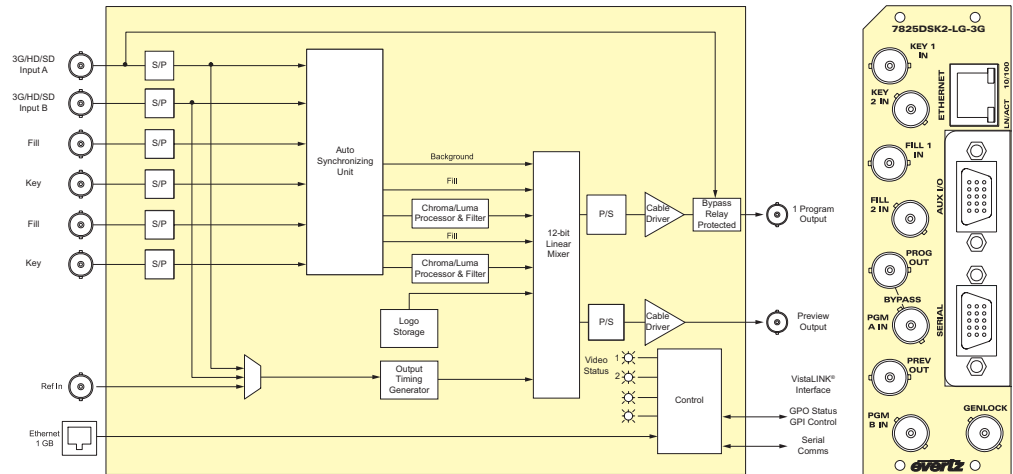 3G/HD/SD
Input A
3G/HD/SD
Input B
Fill
Key
Fill
Key
Ref In
Ethernet
1 GB
S/P
S/P
S/P
S/P
S/P
S/P
Auto
Synchronizing
Unit
Background
Fill
Chroma/Luma
Processor & Filter
Fill
Chroma/Luma
Processor & Filter
Logo
Storage
Output
Timing
Generator
12-bit
Linear
Mixer
P/S
Cable
Driver
Bypass
Relay
Protected
1 Program
Output
P/S
Cable
Driver
Preview
Output
Video
Status
1
2
Control
VistaLINK®
Interface
GPO Status
GPI Control
Serial
Comms
7825DSK2-LG-3G
KEY 1
IN
KEY
2 IN
ETHERNET
10/100
LN/ACT
FILL 1
IN
FILL
2 IN
AUX I/O
PROG
OUT
BYPASS
PGM
A IN
SERIAL
PREV
OUT
PGM
B IN
GENLOCK
evertz